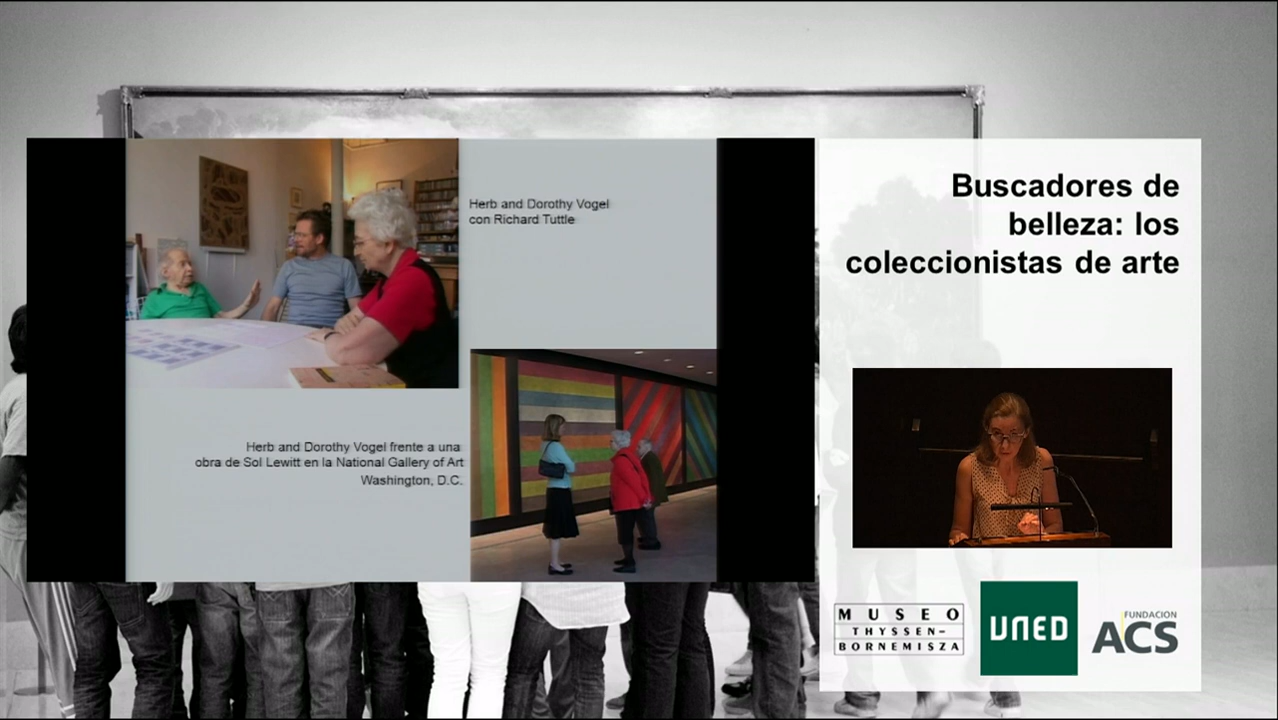 Herb and Dorothy Vogel
con Richard Tuttle
Herb and Dorothy Vogel frente a una
obra de Sol Lewitt en la National Gallery of Art
Washington, D.C.
Buscadores de
belleza: los
coleccionistas de arte
MUSEO
THYSSEN-
BORNEMISZA
UNED
FUNDACION
ACS